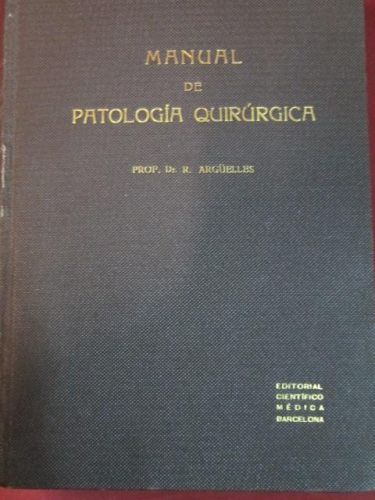 MANUAL
DE
PATOLOGÍA QUIRÚRGICA
PROF. Dr. R. ARGÜELLES
EDITORIAL
CIENTÍFICO
MÉDICA
BARCELONA